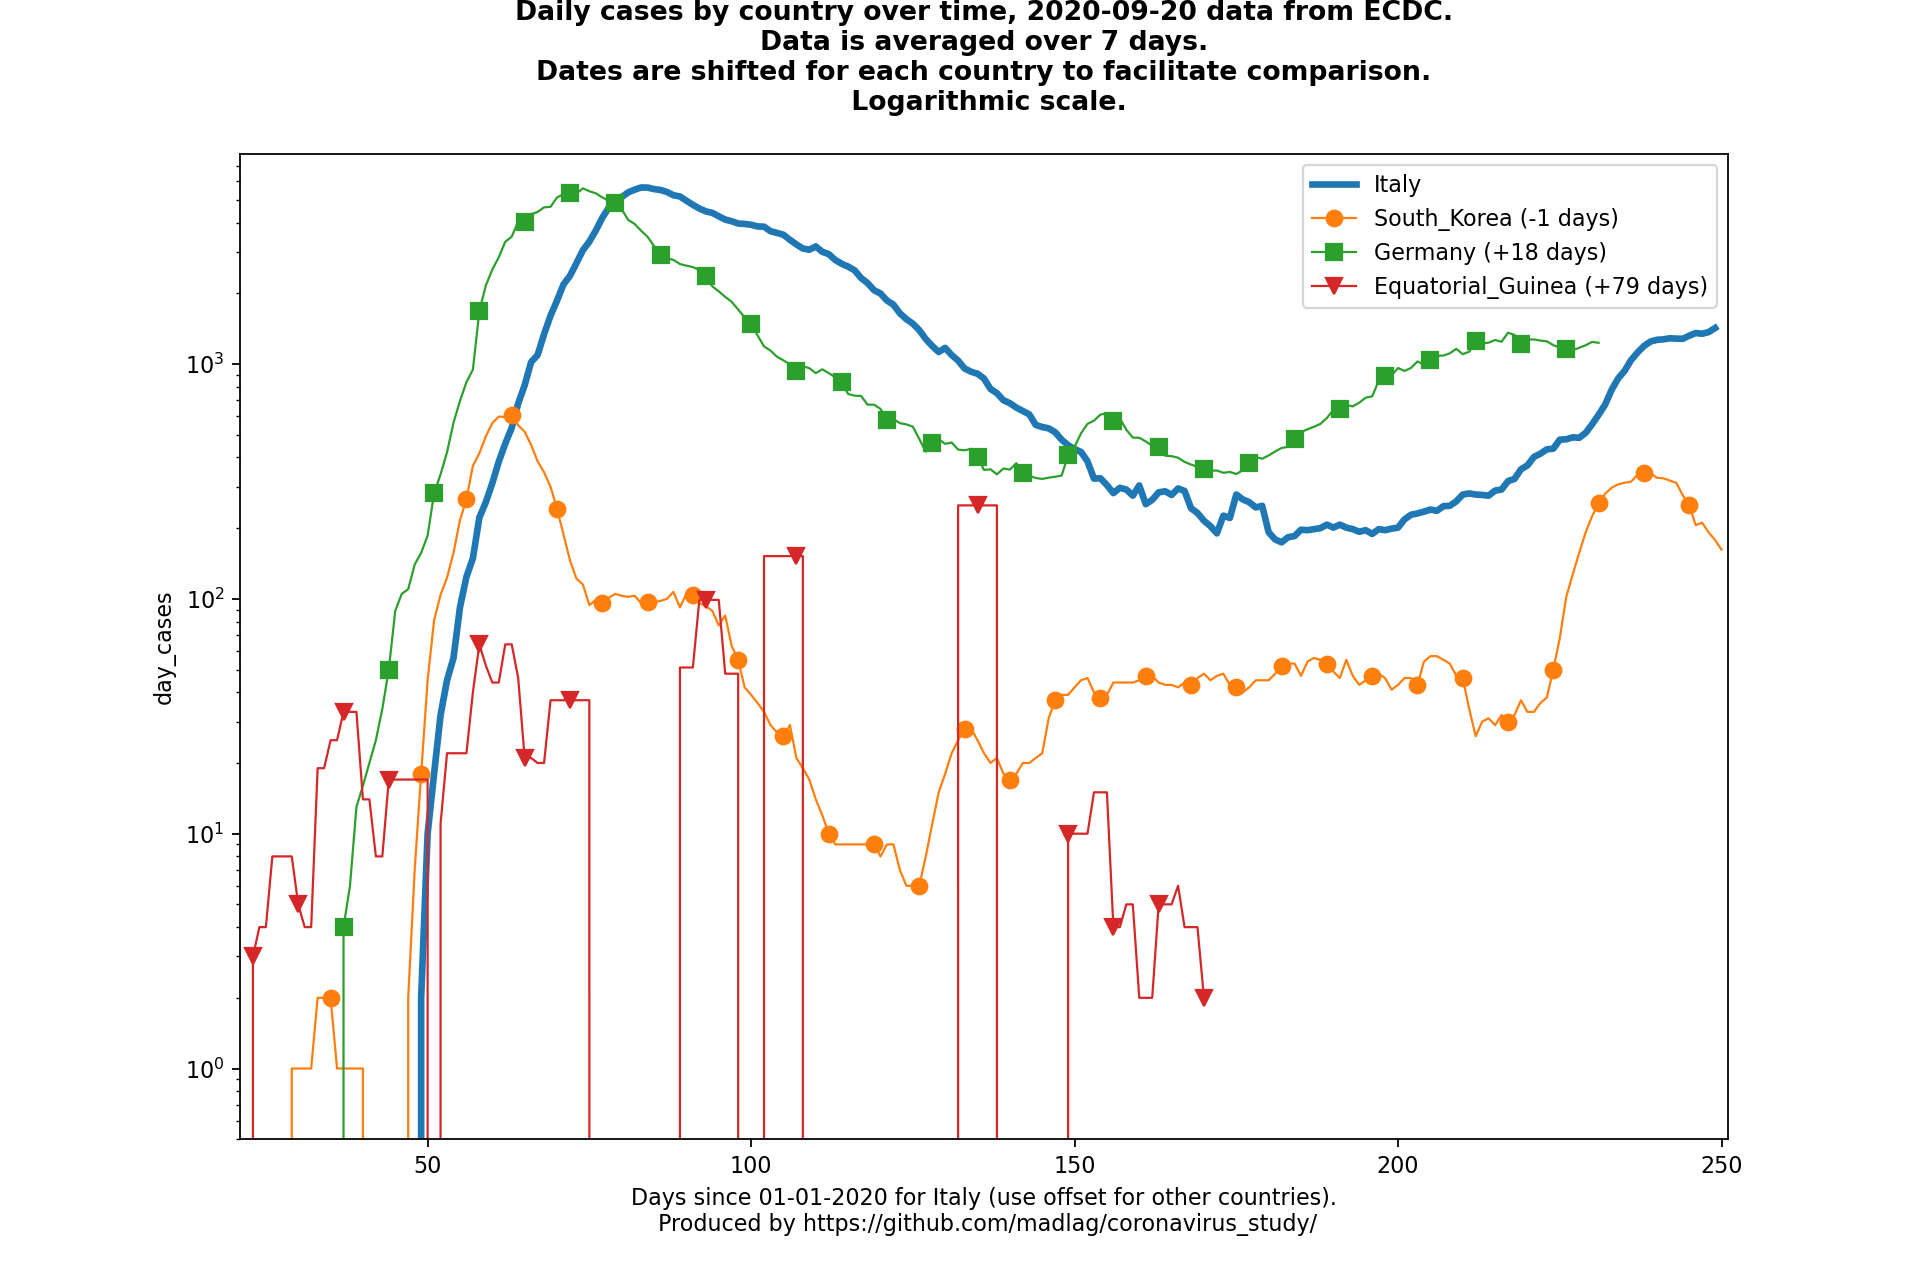 Daily cases by country over time, 2020-09-20 data from ECDC.
Data is averaged over 7 days.
Dates are shifted for each country to facilitate comparison.
Logarithmic scale.
Italy
South_Korea (-1 days)
Germany (+18 days)
Equatorial_Guinea (+79 days)
day_cases
10³
10²
10¹
10⁰
50
100
150
200
250
Days since 01-01-2020 for Italy (use offset for other countries).
Produced by https://github.com/madlag/coronavirus_study/